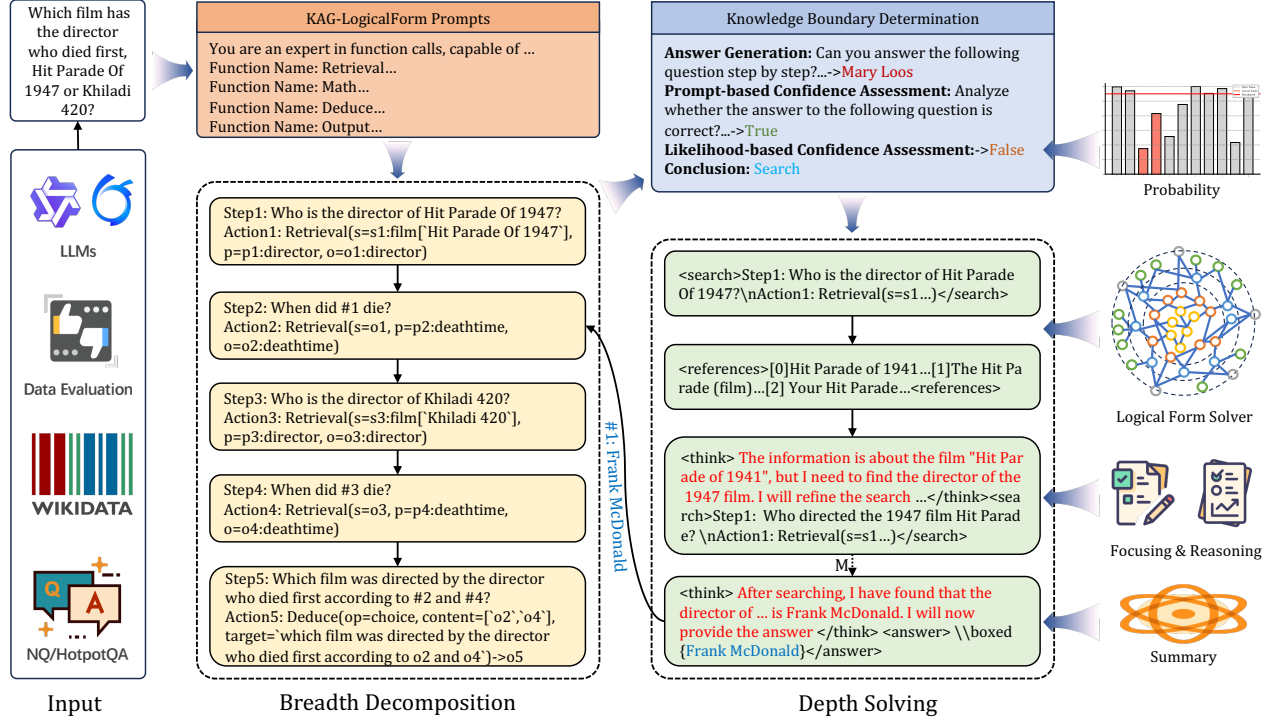 Which film has
the director
who died first,
Hit Parade Of
1947 or Khiladi
420?
LLMs
Data Evaluation
WIKIDATA
Q
A
NQ/HotpotQA
Input
KAG-LogicalForm Prompts
You are an expert in function calls, capable of …
Function Name: Retrieval…
Function Name: Math…
Function Name: Deduce…
Function Name: Output…
Step1: Who is the director of Hit Parade Of 1947?
Action1: Retrieval(s=s1:film[`Hit Parade Of 1947`],
p=p1:director, o=o1:director)
Step2: When did #1 die?
Action2: Retrieval(s=o1, p=p2:deathtime,
o=o2:deathtime)
Step3: Who is the director of Khiladi 420?
Action3: Retrieval(s=s3:film[`Khiladi 420`],
p=p3:director, o=o3:director)
Step4: When did #3 die?
Action4: Retrieval(s=o3, p=p4:deathtime,
o=o4:deathtime)
Step5: Which film was directed by the director
who died first according to #2 and #4?
Action5: Deduce(op=choice, content=[`o2`,`o4`],
target=`which film was directed by the director
who died first according to o2 and o4`)->o5
Breadth Decomposition
#1: Frank McDonald
Knowledge Boundary Determination
Answer Generation: Can you answer the following
question step by step?...->Mary Loos
Prompt-based Confidence Assessment: Analyze
whether the answer to the following question is
correct?...->True
Likelihood-based Confidence Assessment:->False
Conclusion: Search
<search>Step1: Who is the director of Hit Parade
Of 1947?\nAction1: Retrieval(s=s1…)</search>
<references>[0]Hit Parade of 1941…[1]The Hit Pa
rade (film)…[2] Your Hit Parade…<references>
<think> The information is about the film "Hit Par
ade of 1941", but I need to find the director of the
1947 film. I will refine the search …</think><sea
rch>Step1: Who directed the 1947 film Hit Parad
e? \nAction1: Retrieval(s=s1…)</search>
M
<think> After searching, I have found that the
director of … is Frank McDonald. I will now
provide the answer </think> <answer> \\boxed
{Frank McDonald}</answer>
Depth Solving
Probability
Logical Form Solver
Focusing & Reasoning
Summary